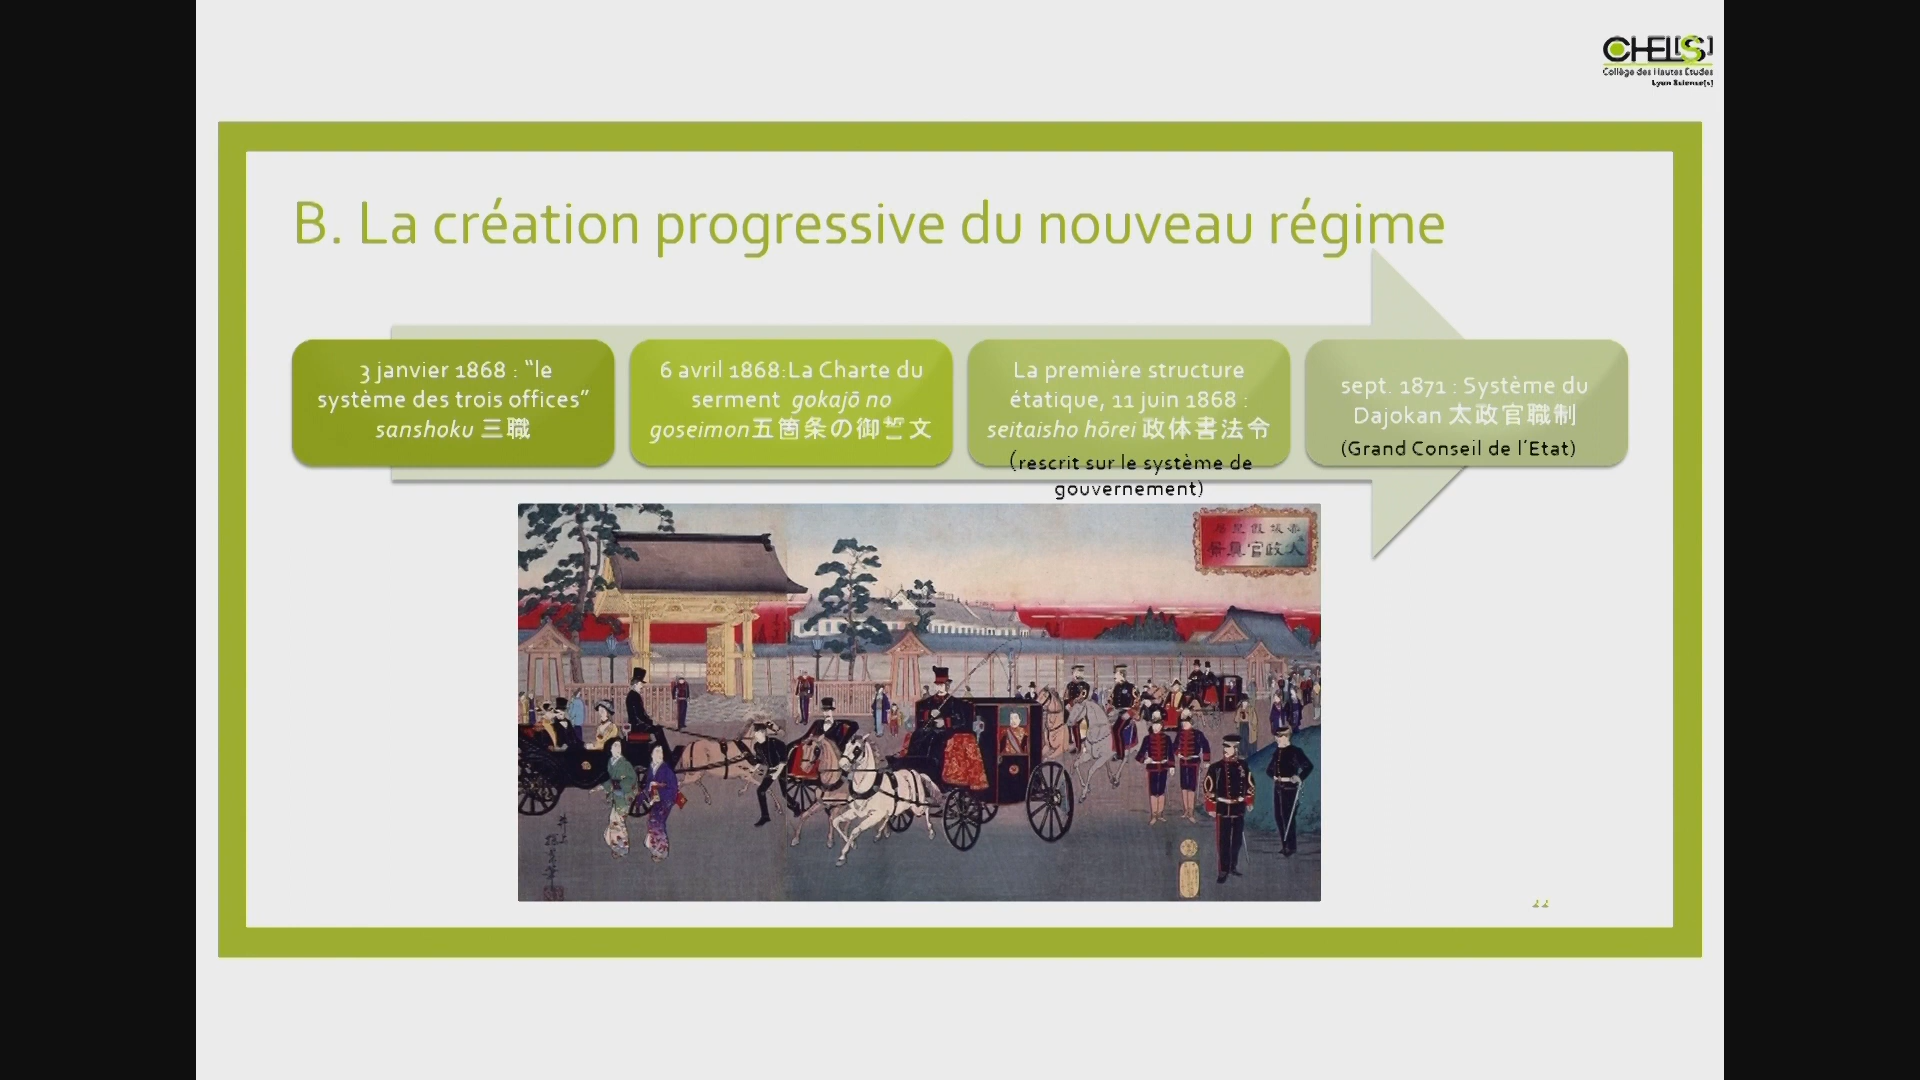 CHEL[S]
Collège des Hautes Etudes
Lyon Science[s]
B. La création progressive du nouveau régime
3 janvier 1868 : “le
système des trois offices”
sanshoku 三職
6 avril 1868:La Charte du
serment gokajō no
goseimon五箇条の御誓文
La première structure
étatique, 11 juin 1868 :
seitaisho hōrei 政体書法令
(rescrit sur le système de
gouvernement)
sept. 1871 : Système du
Dajokan 太政官職制
(Grand Conseil de l'Etat)